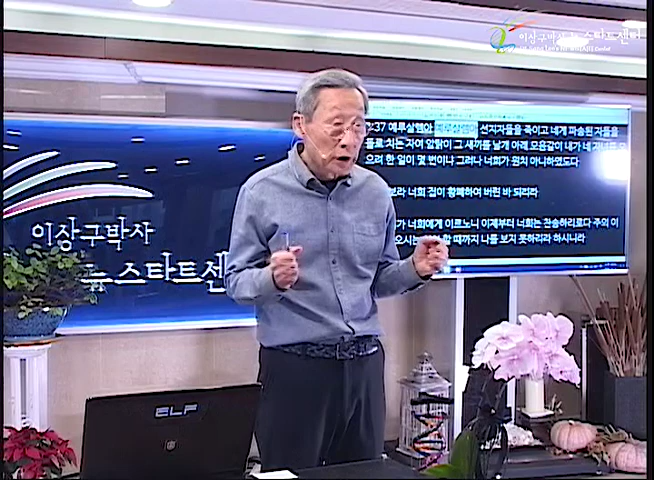 이상구박사 뉴 스타트센터
:37 예루살렘아 예루살렘아 선지자들을 죽이고 네게 파송된 자들을
돌로 치는 자여 암탉이 그 새끼를 날개 아래 모음같이 내가 네 자녀를
으려 한 일이 몇 번이냐 그러나 너희가 원치 아니하였도다
보라 너희 집이 황폐하여 버린 바 되리라
가 너희에게 이르노니 이제부터 너희는 찬송하리로다 주의 이
오시는 할 때까지 나를 보지 못하리라 하시니라
이상구박사
뉴 스타트센
ELF